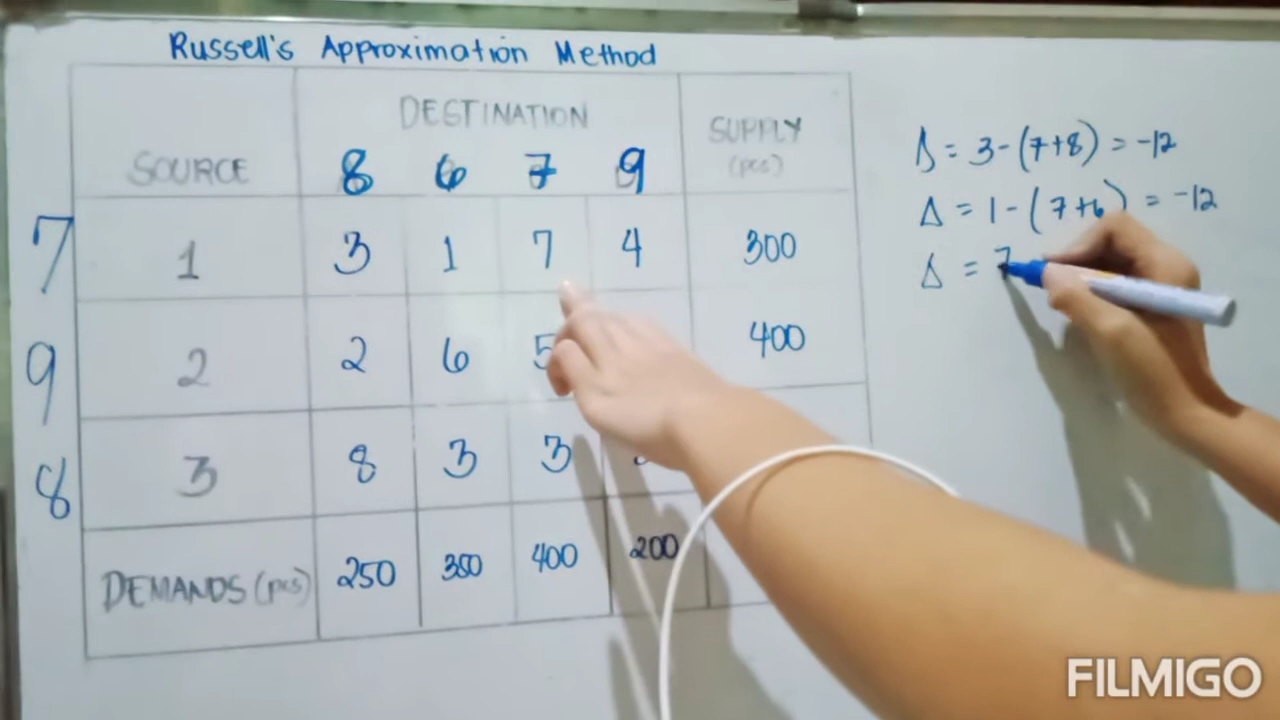 Russell's Approximation Method
DESTINATION
SOURCE 8 6 7 9 SUPPLY (pcs)
7 1 3 1 7 4 300
9 2 2 6 5 400
8 3 8 3 3
DEMANDS (pcs) 250 350 400 200
Δ = 3 - (7+8) = -12
Δ = 1 - (7+6) = -12
Δ = 7
FILMIGO